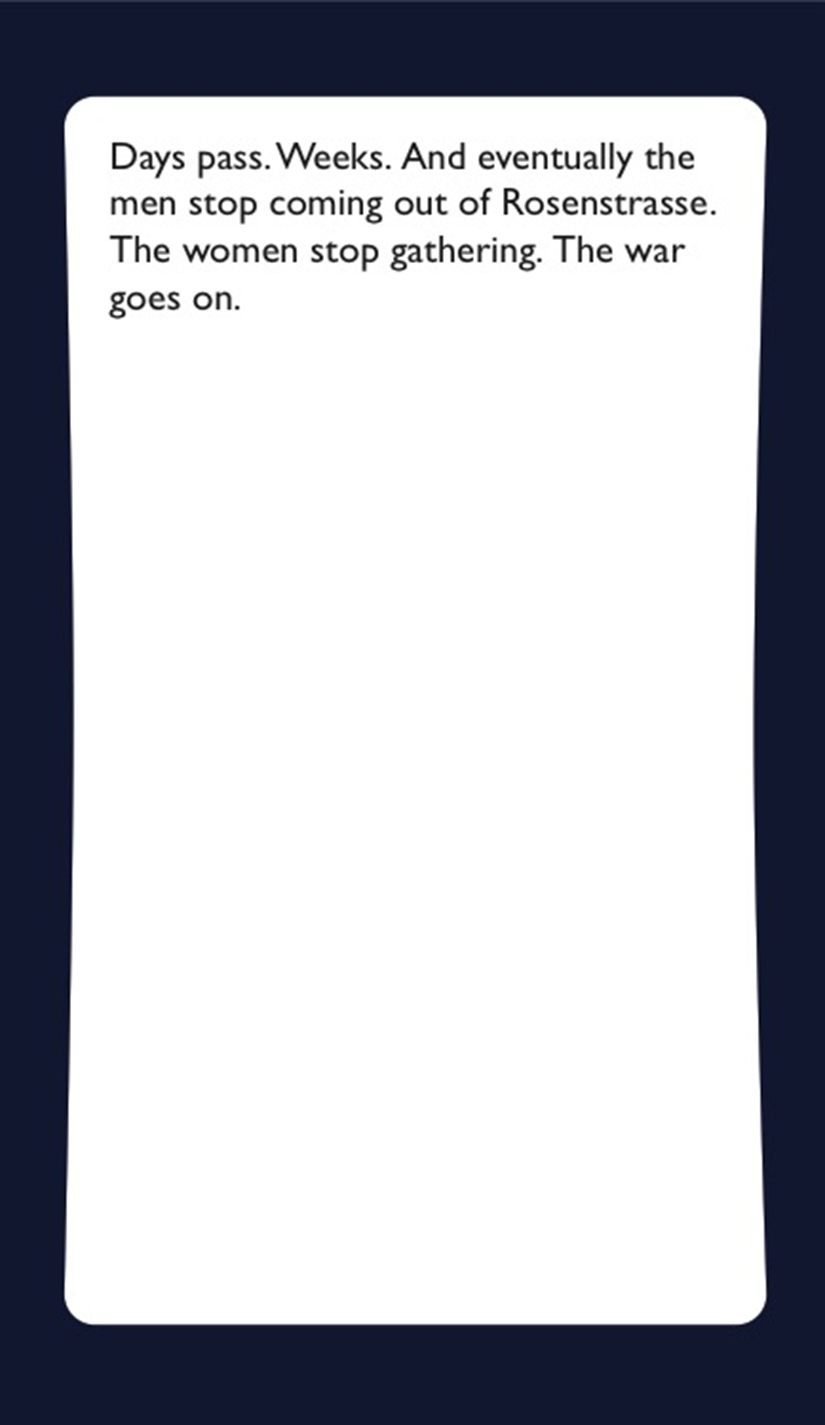 Days pass. Weeks. And eventually the
men stop coming out of Rosenstrasse.
The women stop gathering. The war
goes on.